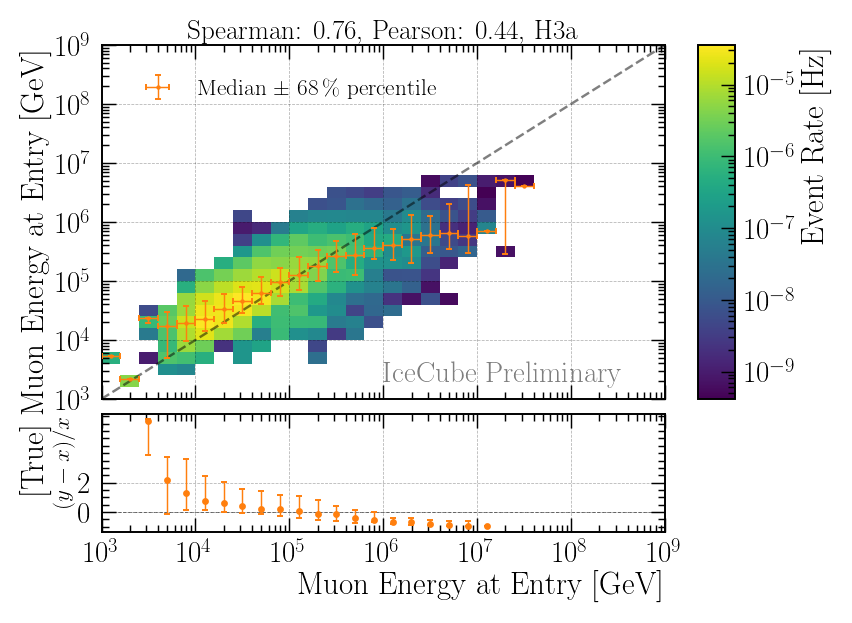 Spearman: 0.76, Pearson: 0.44, H3a
[True] Muon Energy at Entry [GeV]
10^9
10^8
10^7
10^6
10^5
10^4
10^3
Median ± 68 % percentile
IceCube Preliminary
Event Rate [Hz]
10^−5
10^−6
10^−7
10^−8
10^−9
(y − x)/x
2
0
10^3 10^4 10^5 10^6 10^7 10^8 10^9
Muon Energy at Entry [GeV]